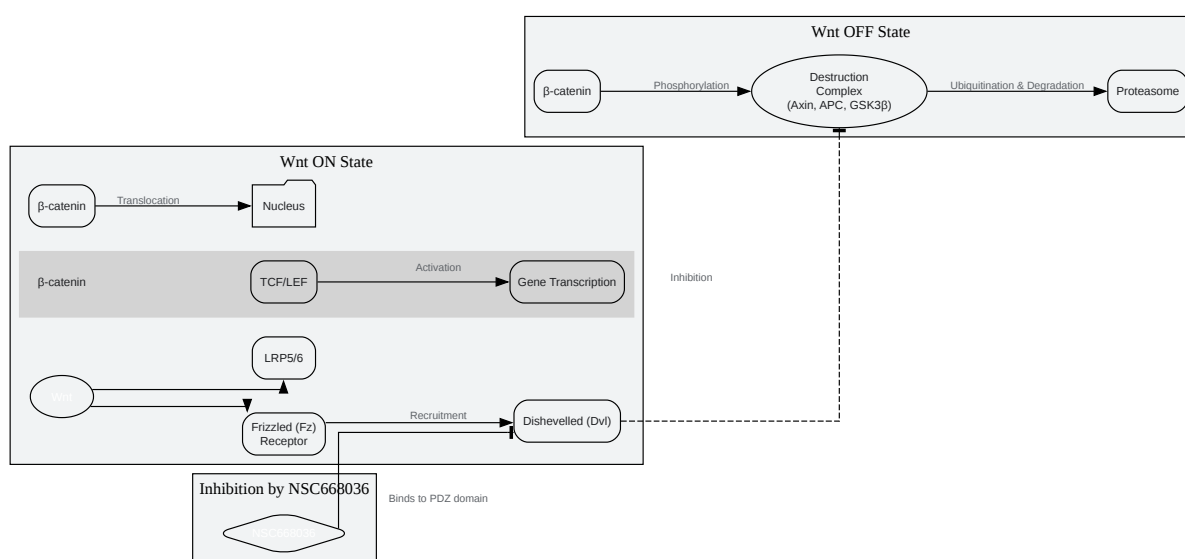 Wnt OFF State
β-catenin
Phosphorylation
Destruction
Complex
(Axin, APC, GSK3β)
Ubiquitination & Degradation
Proteasome
Wnt ON State
β-catenin
Translocation
Nucleus
β-catenin
TCF/LEF
Activation
Gene Transcription
Inhibition
LRP5/6
Wnt
Frizzled (Fz)
Receptor
Recruitment
Dishevelled (Dvl)
Inhibition by NSC668036
Binds to PDZ domain
NSC668036